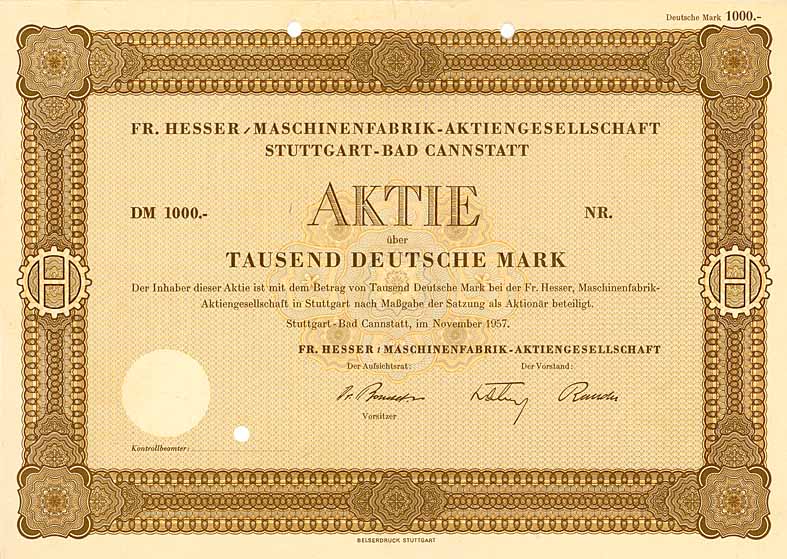 Deutsche Mark 1000.-
FR. HESSER / MASCHINENFABRIK-AKTIENGESELLSCHAFT
STUTTGART-BAD CANNSTATT
DM 1000.- AKTIE NR.
über
TAUSEND DEUTSCHE MARK
Der Inhaber dieser Aktie ist mit dem Betrag von Tausend Deutsche Mark bei der Fr. Hesser, Maschinenfabrik-
Aktiengesellschaft in Stuttgart nach Maßgabe der Satzung als Aktionär beteiligt.
Stuttgart-Bad Cannstatt, im November 1957.
FR. HESSER / MASCHINENFABRIK-AKTIENGESELLSCHAFT
Der Aufsichtsrat: Der Vorstand:
Vorsitzer
Kontrollbeamter:
H H
BELSERDRUCK STUTTGART